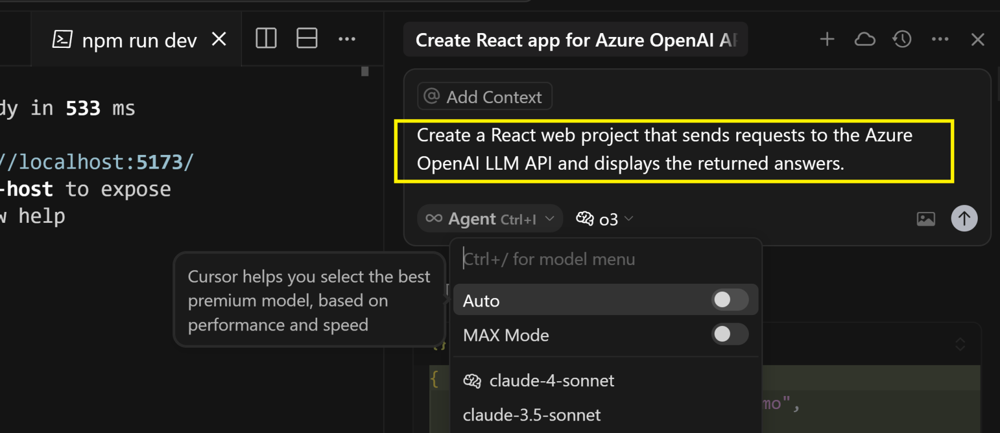 npm run dev
Create React app for Azure OpenAI AP
@ Add Context
dy in 533 ms
Create a React web project that sends requests to the Azure
OpenAI LLM API and displays the returned answers.
//localhost:5173/
-host to expose
w help
Agent Ctrl+I
o3
Ctrl+/ for model menu
Cursor helps you select the best
premium model, based on
performance and speed
Auto
MAX Mode
{}
{
claude-4-sonnet
mo",
claude-3.5-sonnet